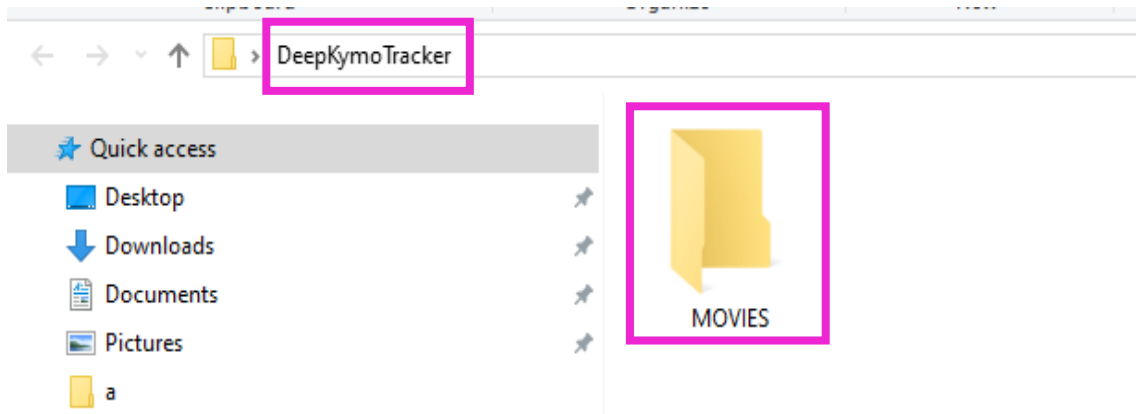 DeepKymoTracker
Quick access
Desktop
Downloads
Documents
Pictures
a
MOVIES